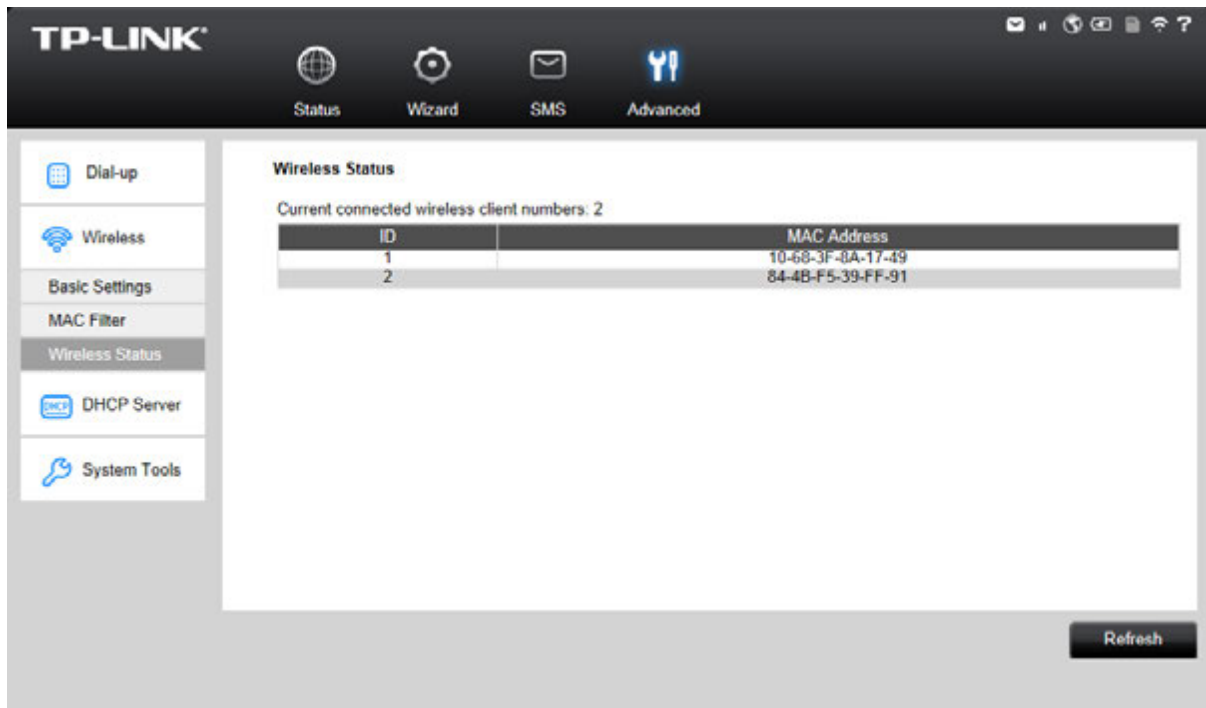 TP-LINK
?
Status Wizard SMS Advanced
Dial-up
Wireless
Basic Settings
MAC Filter
Wireless Status
DHCP DHCP Server
System Tools
Wireless Status
Current connected wireless client numbers: 2
ID MAC Address
1 10-68-3F-8A-17-49
2 84-4B-F5-39-FF-91
Refresh